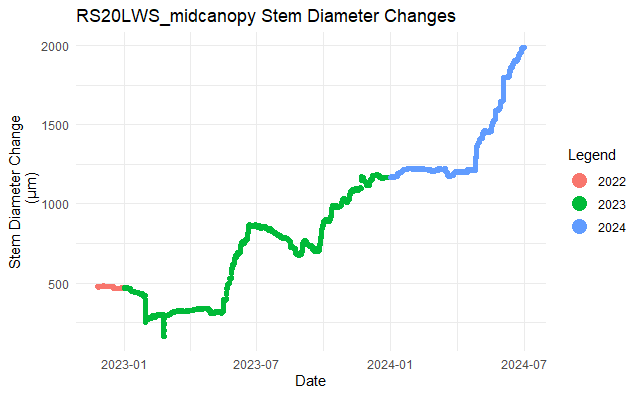 RS20LWS_midcanopy Stem Diameter Changes
2000
1500
1000
500
Stem Diameter Change
(μm)
2023-01
2023-07
2024-01
2024-07
Date
Legend
2022
2023
2024